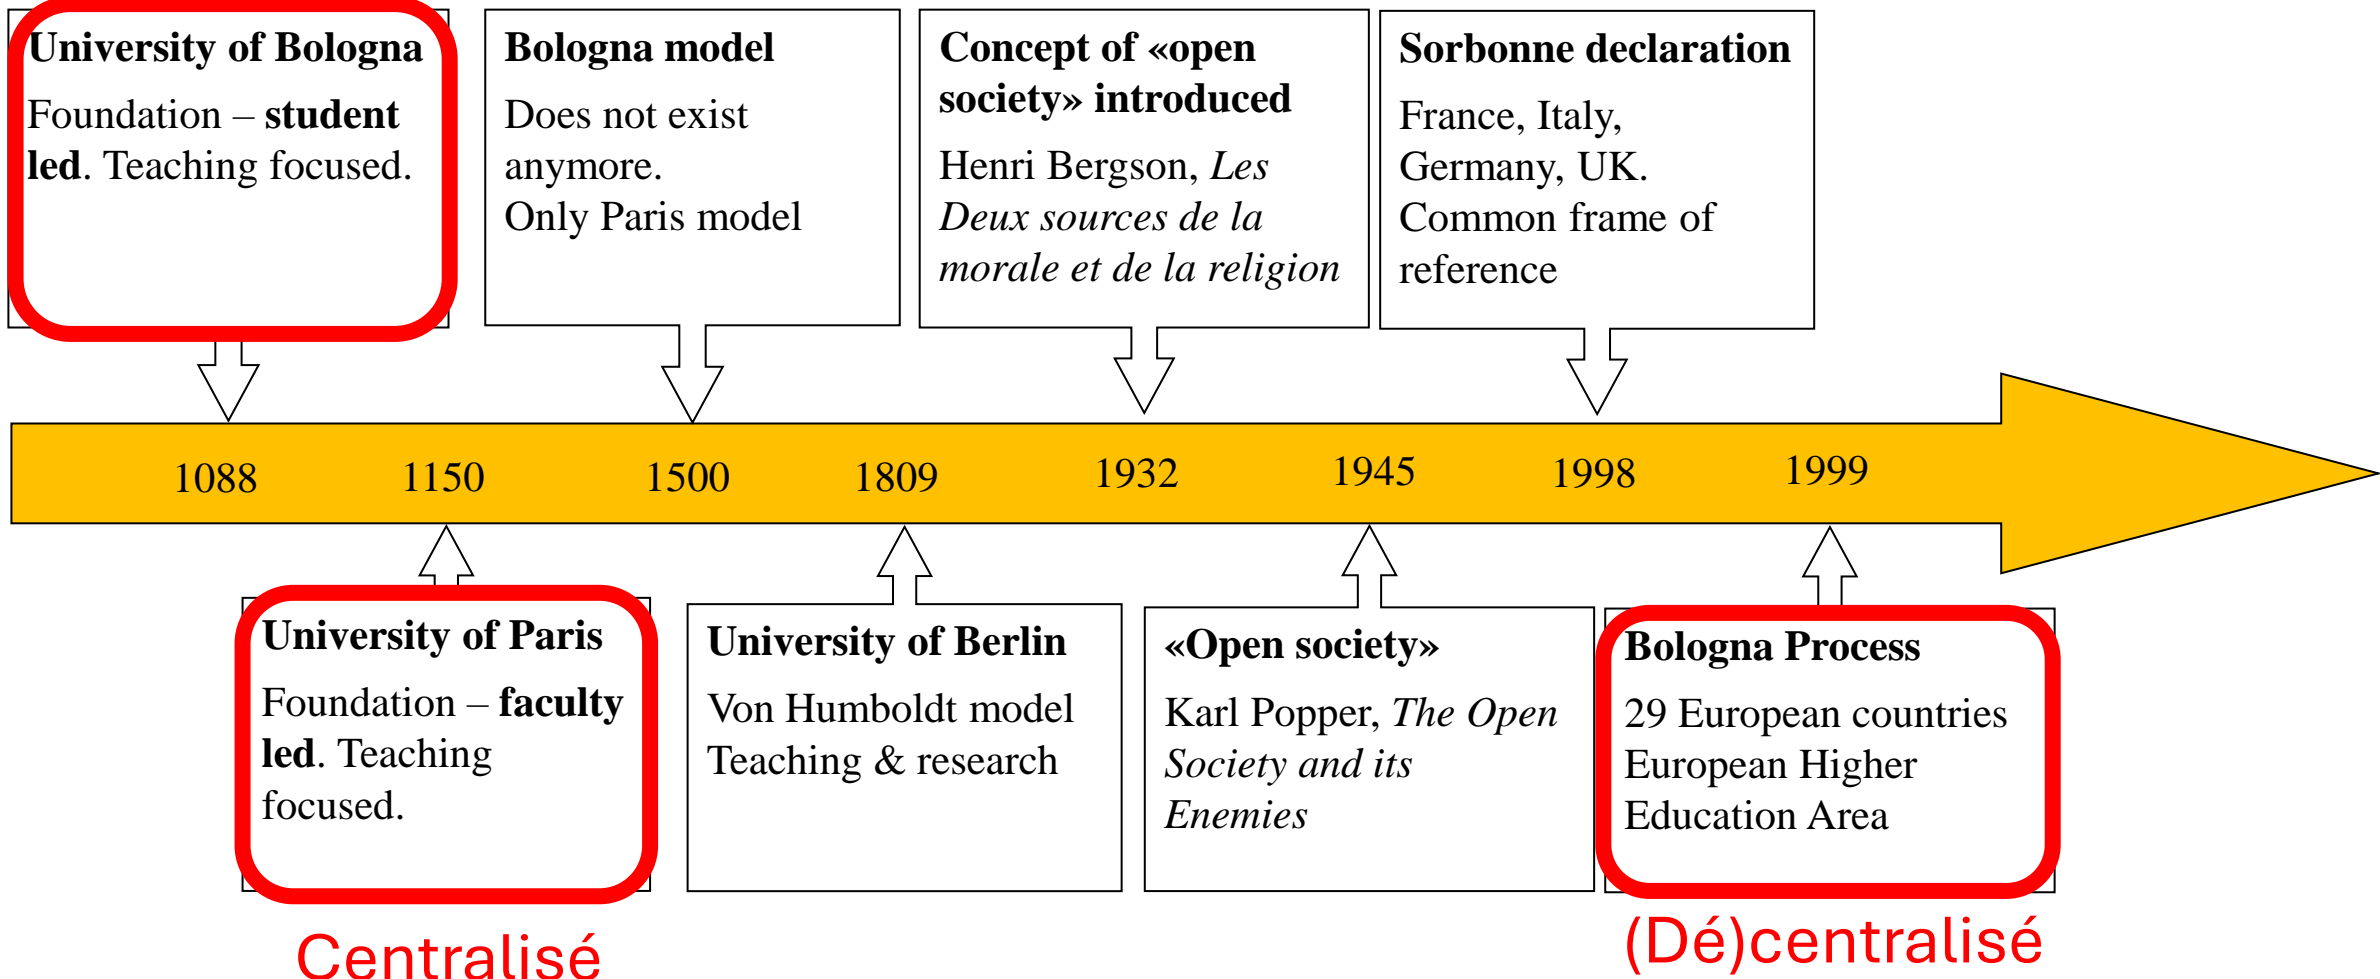 University of Bologna
Foundation – student
led. Teaching focused.
Bologna model
Does not exist
anymore.
Only Paris model
Concept of «open
society» introduced
Henri Bergson, Les
Deux sources de la
morale et de la religion
Sorbonne declaration
France, Italy,
Germany, UK.
Common frame of
reference
1088
1150
1500
1809
1932
1945
1998
1999
University of Paris
Foundation – faculty
led. Teaching
focused.
Centralisé
University of Berlin
Von Humboldt model
Teaching & research
«Open society»
Karl Popper, The Open
Society and its
Enemies
Bologna Process
29 European countries
European Higher
Education Area
(Dé)centralisé